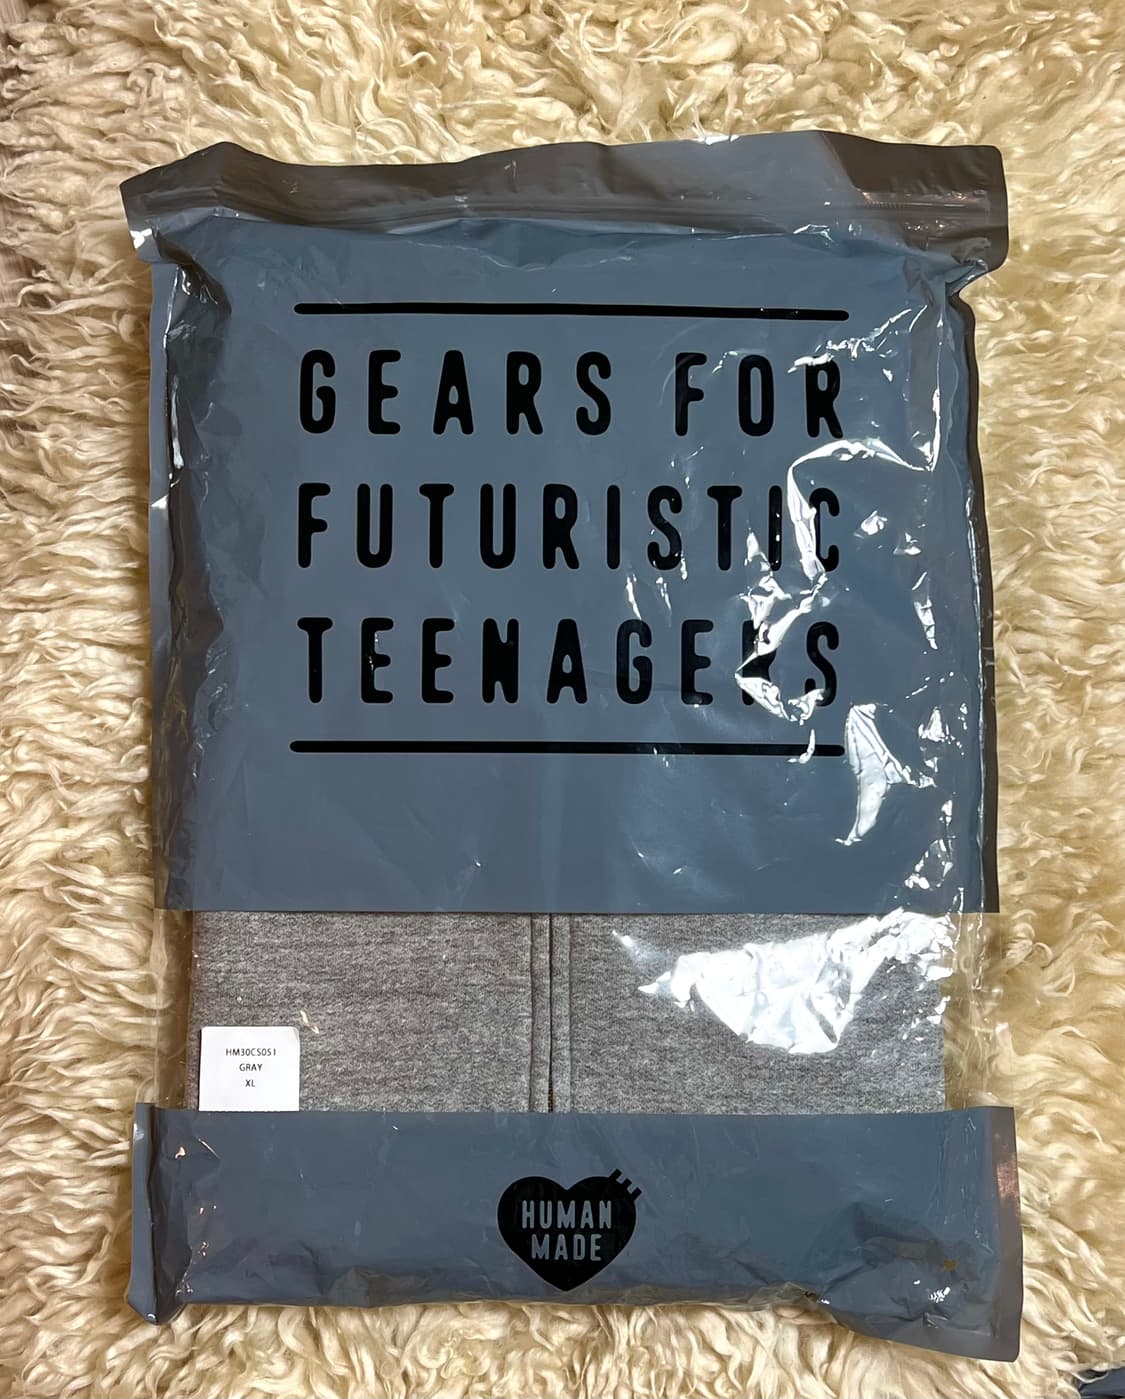 GEARS FOR
FUTURISTIC
TEENAGERS
HM30CS051
GRAY
XL
HUMAN
MADE